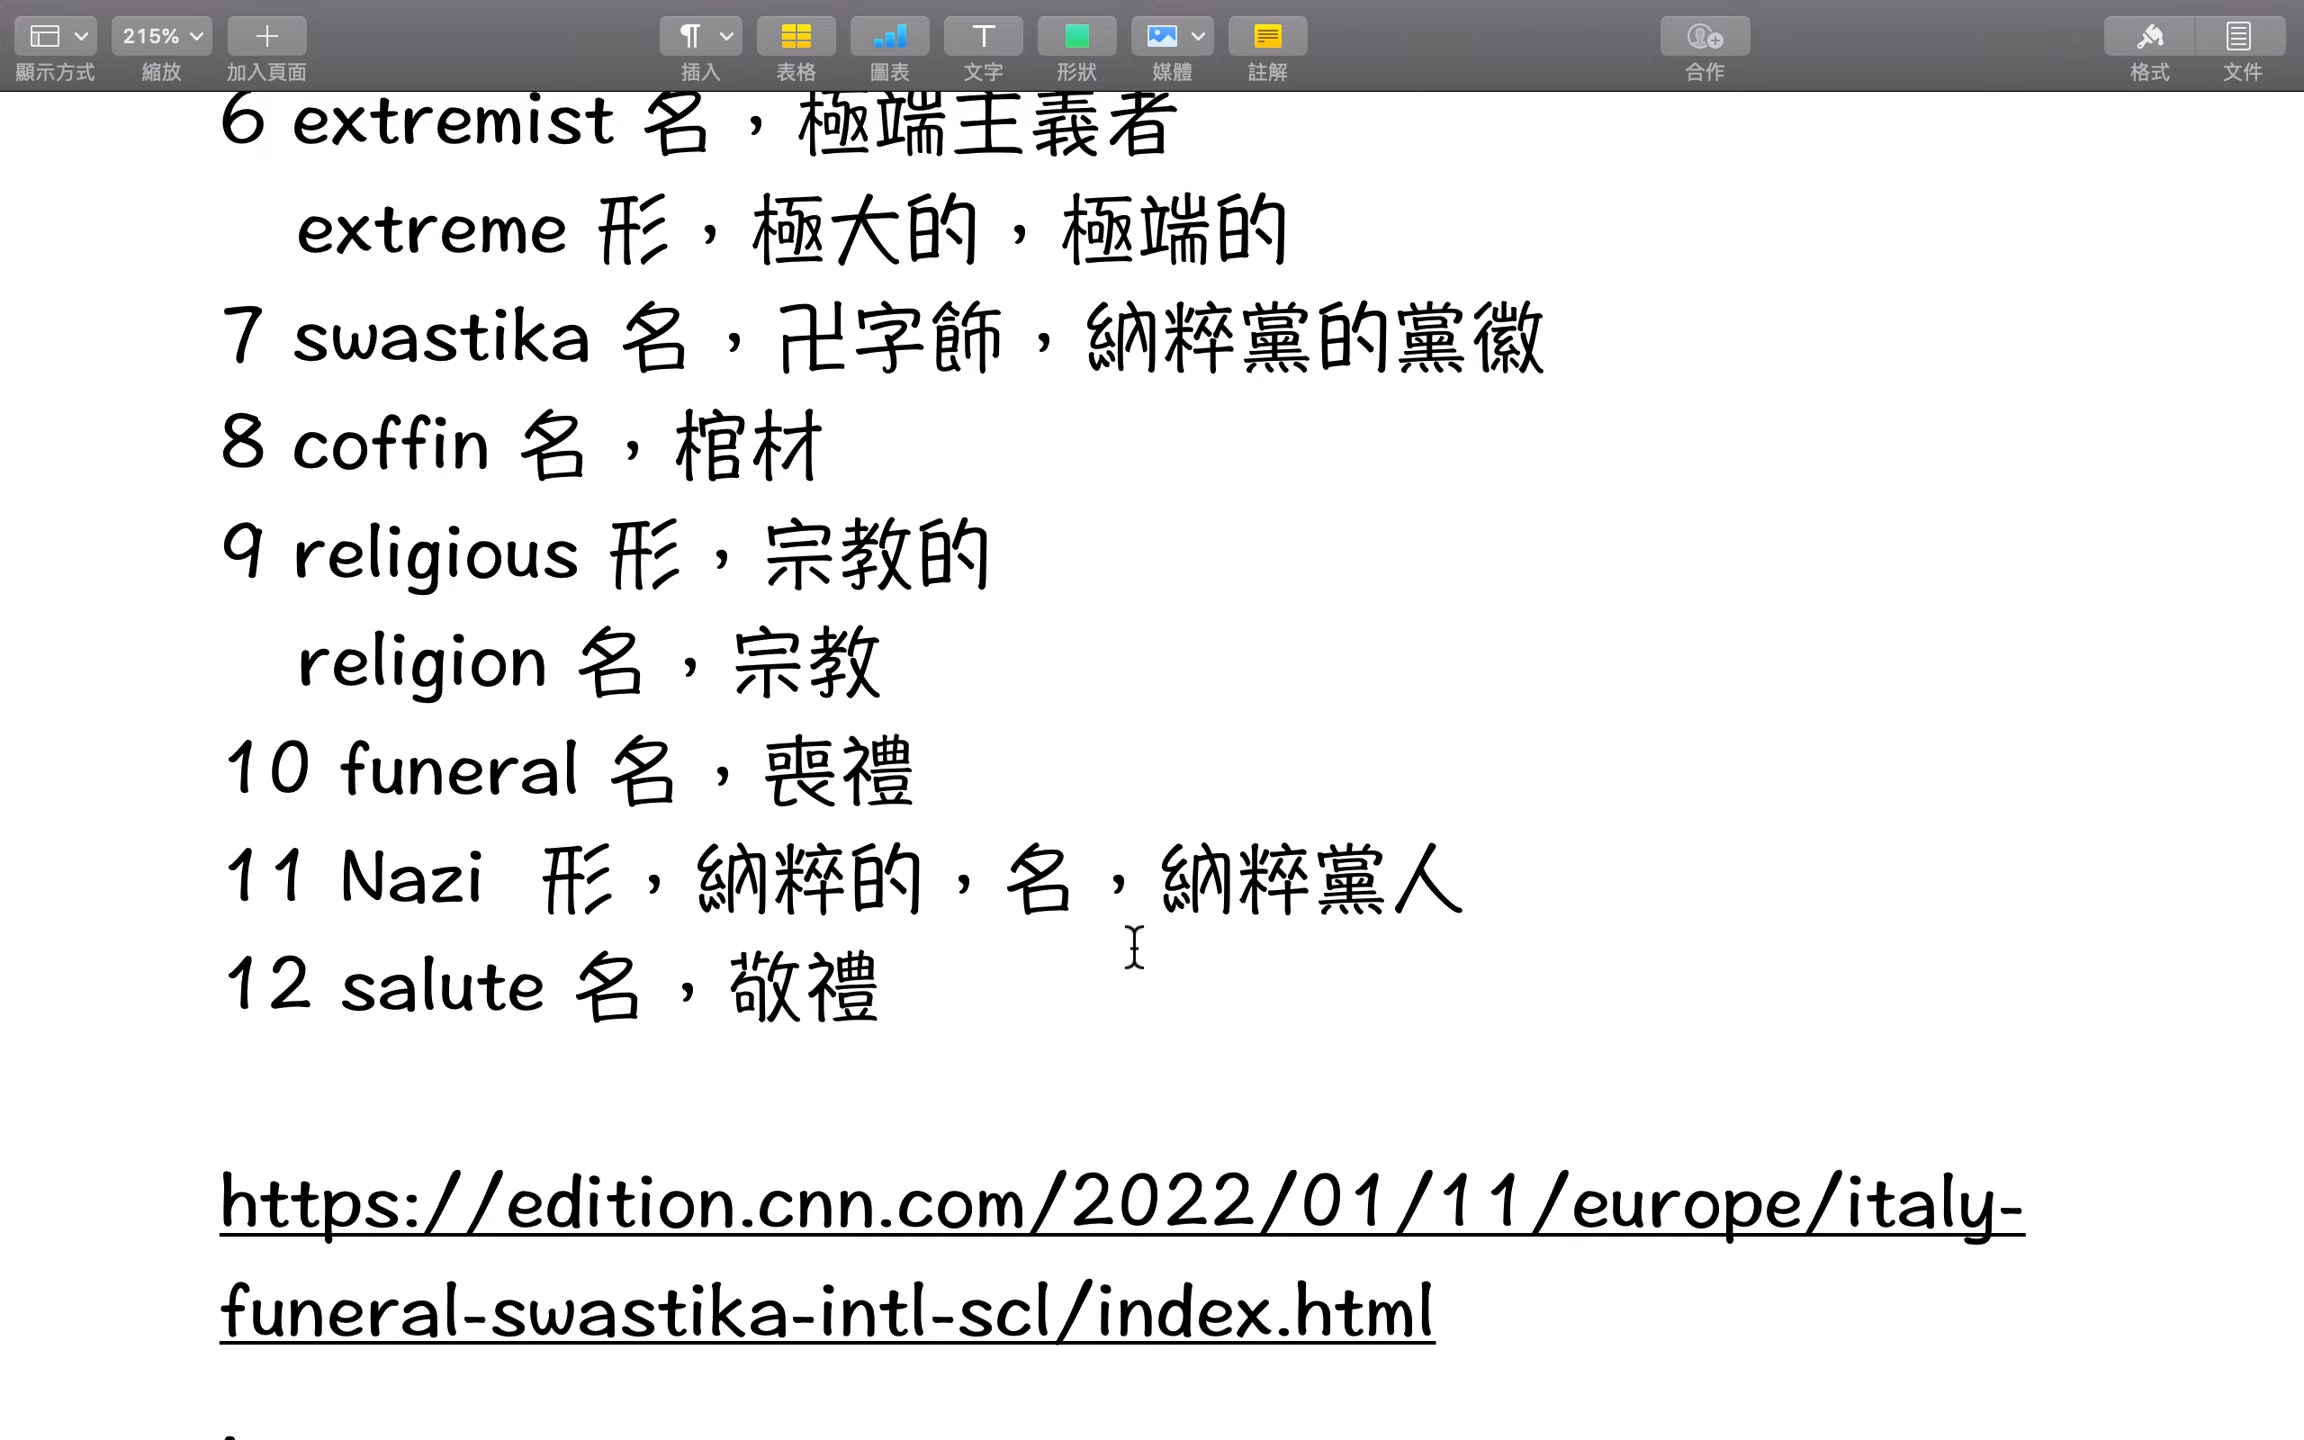 215%
顯示方式 縮放 加入頁面 插入 表格 圖表 文字 形狀 媒體 註解 合作 格式 文件
6 extremist 名，極端主義者
extreme 形，極大的，極端的
7 swastika 名，卍字飾，納粹黨的黨徽
8 coffin 名，棺材
9 religious 形，宗教的
religion 名，宗教
10 funeral 名，喪禮
11 Nazi 形，納粹的，名，納粹黨人
12 salute 名，敬禮
https://edition.cnn.com/2022/01/11/europe/italy-
funeral-swastika-intl-scl/index.html